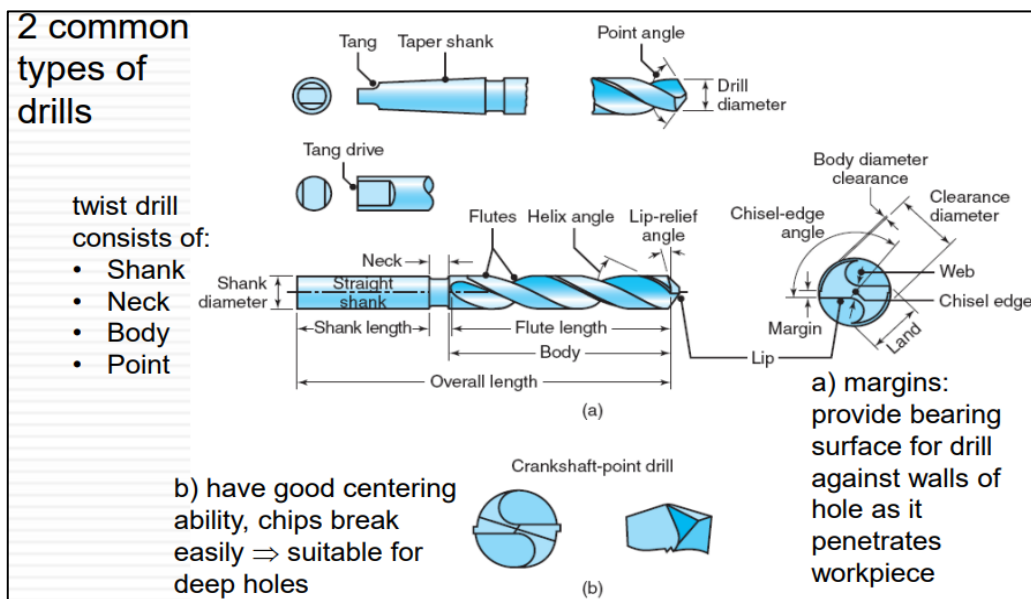 2 common
types of
drills
Tang
Taper shank
Point angle
Drill
diameter
Tang drive
twist drill
consists of:
• Shank
• Neck
• Body
• Point
Flutes
Helix angle
Lip-relief
angle
Neck
Shank
diameter
Straight
shank
Shank length
Flute length
Body
Overall length
Lip
(a)
Body diameter
clearance
Clearance
diameter
Chisel-edge
angle
Web
Chisel edge
Margin
Land
a) margins:
provide bearing
surface for drill
against walls of
hole as it
penetrates
workpiece
Crankshaft-point drill
b) have good centering
ability, chips break
easily ⇒ suitable for
deep holes
(b)